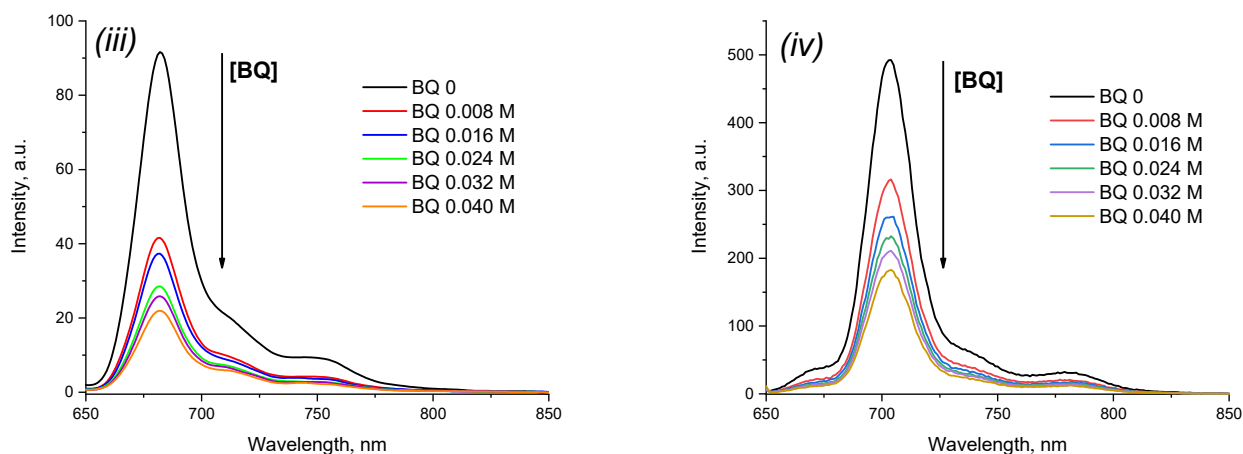 (iii)
100
80
60
40
20
0
Intensity, a.u.
[BQ]
BQ 0
BQ 0.008 M
BQ 0.016 M
BQ 0.024 M
BQ 0.032 M
BQ 0.040 M
650 700 750 800 850
Wavelength, nm
(iv)
500
400
300
200
100
0
Intensity, a.u.
[BQ]
BQ 0
BQ 0.008 M
BQ 0.016 M
BQ 0.024 M
BQ 0.032 M
BQ 0.040 M
650 700 750 800 850
Wavelength, nm